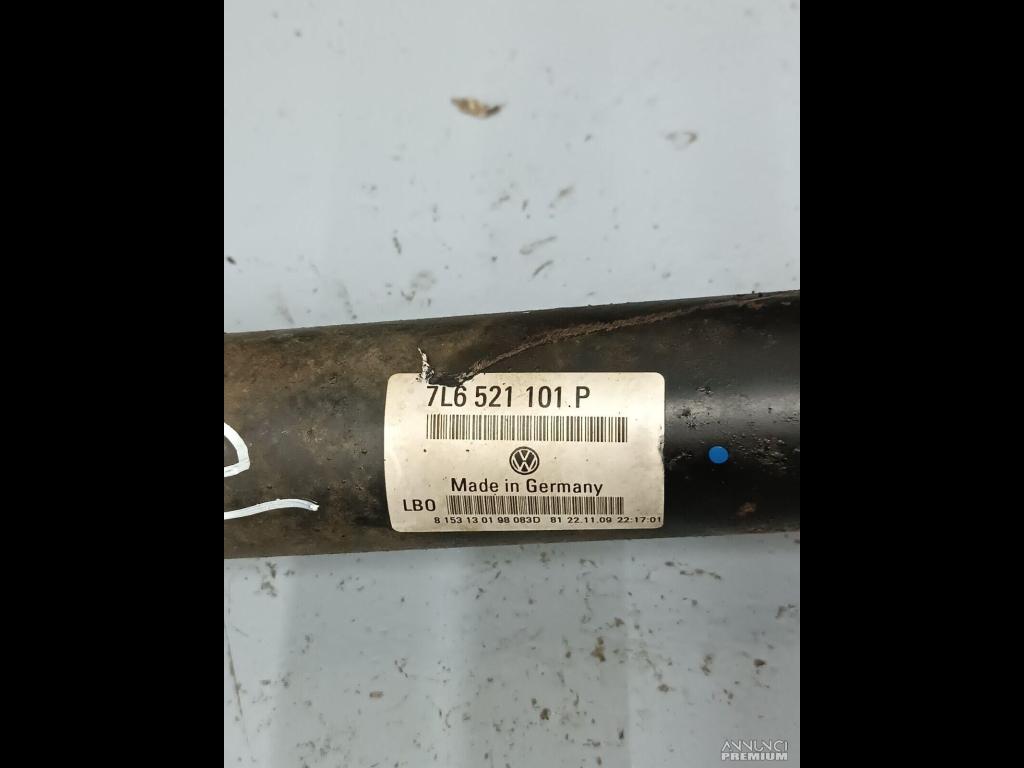 7L6 521 101 P
VW
Made in Germany
LBO
8 153 13 01 98 083D 81 22.11.09 22:17:01
ANNUNCI
PREMIUM